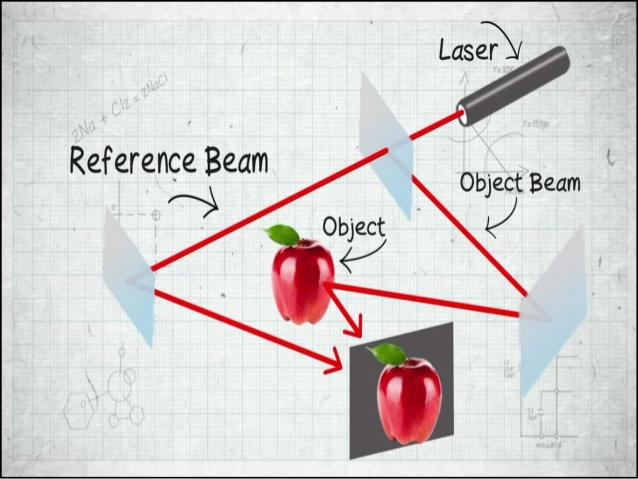 Laser
2Na + Cl2 = 2NaCl
Reference Beam
Object Beam
Object